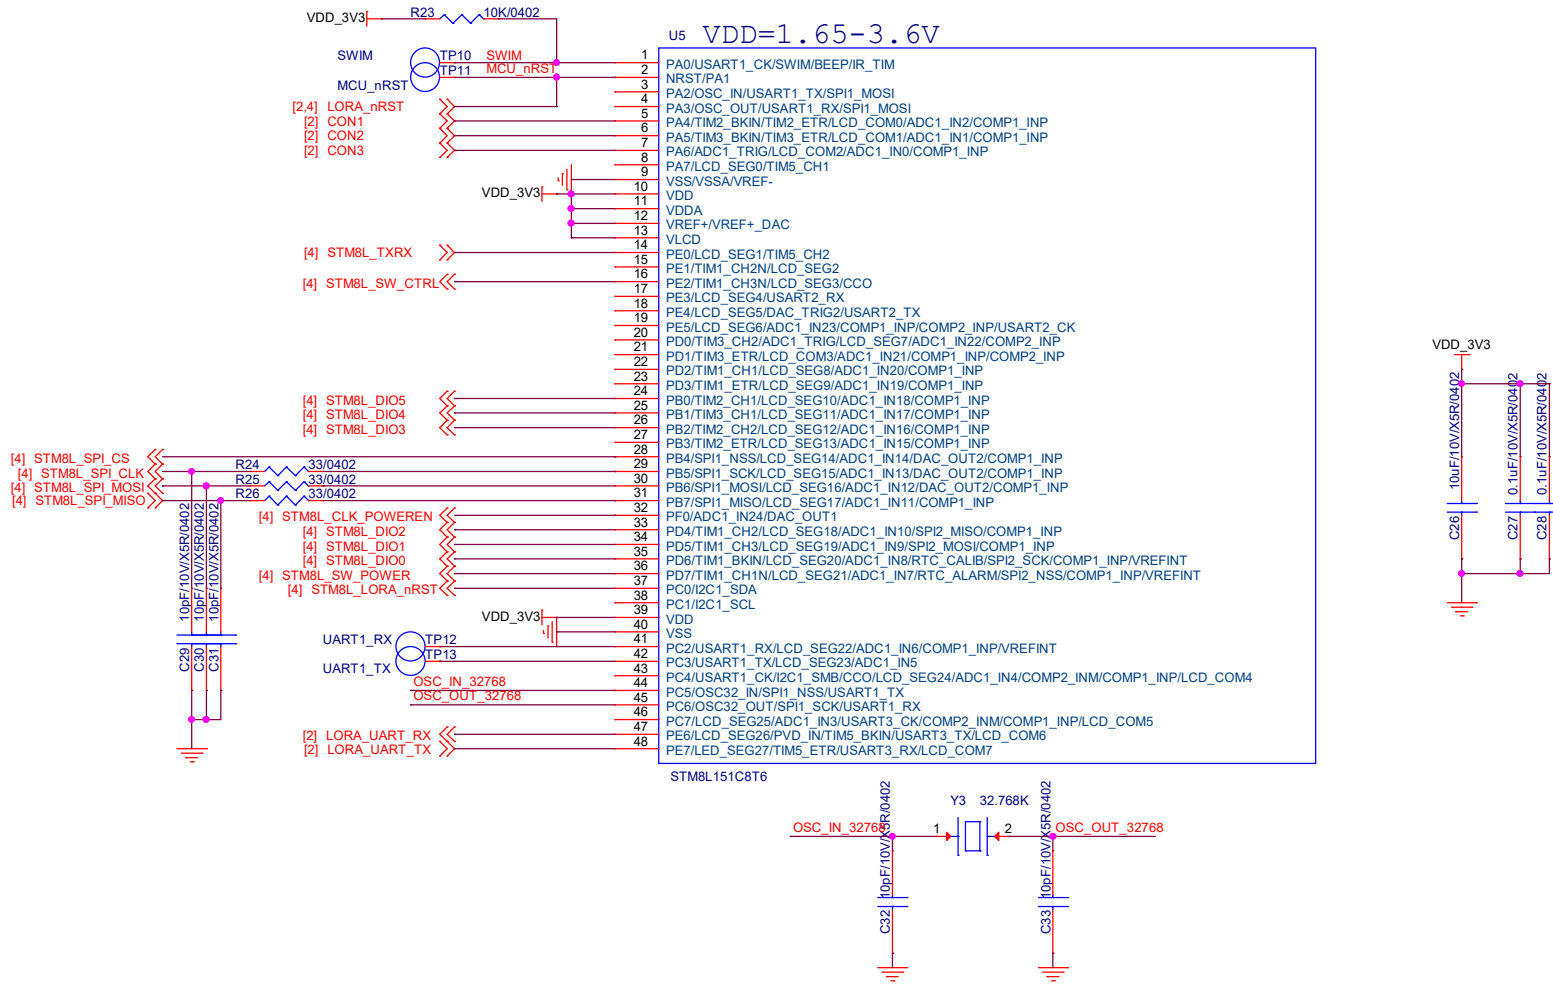 VDD_3V3
R23 10K/0402
U5 VDD=1.65-3.6V
SWIM TP10 SWIM
MCU_nRST TP11 MCU_nRST
[2,4] LORA_nRST
[2] CON1
[2] CON2
[2] CON3
VDD_3V3
[4] STM8L_TXRX
[4] STM8L_SW_CTRL
[4] STM8L_DIO5
[4] STM8L_DIO4
[4] STM8L_DIO3
[4] STM8L_SPI_CS
[4] STM8L_SPI_CLK R24 33/0402
[4] STM8L_SPI_MOSI R25 33/0402
[4] STM8L_SPI_MISO R26 33/0402
[4] STM8L_CLK_POWEREN
[4] STM8L_DIO2
[4] STM8L_DIO1
[4] STM8L_DIO0
[4] STM8L_SW_POWER
[4] STM8L_LORA_nRST
VDD_3V3
UART1_RX TP12
UART1_TX TP13
OSC_IN_32768
OSC_OUT_32768
[2] LORA_UART_RX
[2] LORA_UART_TX
C29 10pF/10V/X5R/0402
C30 10pF/10V/X5R/0402
C31 10pF/10V/X5R/0402
1 PA0/USART1_CK/SWIM/BEEP/IR_TIM
2 NRST/PA1
3 PA2/OSC_IN/USART1_TX/SPI1_MISO
4 PA3/OSC_OUT/USART1_RX/SPI1_MOSI
5 PA4/TIM2_BKIN/TIM2_ETR/LCD_COM0/ADC1_IN2/COMP1_INP
6 PA5/TIM3_BKIN/TIM3_ETR/LCD_COM1/ADC1_IN1/COMP1_INP
7 PA6/ADC1_TRIG/LCD_COM2/ADC1_IN0/COMP1_INP
8 PA7/LCD_SEG0/TIM5_CH1
9 VSS/VSSA/VREF-
10 VDD
11 VDDA
12 VREF+/VREF+_DAC
13 VLCD
14 PE0/LCD_SEG1/TIM5_CH2
15 PE1/TIM1_CH2N/LCD_SEG2
16 PE2/TIM1_CH3N/LCD_SEG3/CCO
17 PE3/LCD_SEG4/USART2_RX
18 PE4/LCD_SEG5/DAC_TRIG2/USART2_TX
19 PE5/LCD_SEG6/ADC1_IN23/COMP1_INP/COMP2_INP/USART2_CK
20 PD0/TIM3_CH2/ADC1_TRIG/LCD_SEG7/ADC1_IN22/COMP2_INP
21 PD1/TIM3_ETR/LCD_COM3/ADC1_IN21/COMP1_INP/COMP2_INP
22 PD2/TIM1_CH1/LCD_SEG8/ADC1_IN20/COMP1_INP
23 PD3/TIM1_ETR/LCD_SEG9/ADC1_IN19/COMP1_INP
24 PB0/TIM2_CH1/LCD_SEG10/ADC1_IN18/COMP1_INP
25 PB1/TIM3_CH1/LCD_SEG11/ADC1_IN17/COMP1_INP
26 PB2/TIM2_CH2/LCD_SEG12/ADC1_IN16/COMP1_INP
27 PB3/TIM2_ETR/LCD_SEG13/ADC1_IN15/COMP1_INP
28 PB4/SPI1_NSS/LCD_SEG14/ADC1_IN14/DAC_OUT2/COMP1_INP
29 PB5/SPI1_SCK/LCD_SEG15/ADC1_IN13/DAC_OUT2/COMP1_INP
30 PB6/SPI1_MOSI/LCD_SEG16/ADC1_IN12/DAC_OUT2/COMP1_INP
31 PB7/SPI1_MISO/LCD_SEG17/ADC1_IN11/COMP1_INP
32 PF0/ADC1_IN24/DAC_OUT1
33 PD4/TIM1_CH2/LCD_SEG18/ADC1_IN10/SPI2_MISO/COMP1_INP
34 PD5/TIM1_CH3/LCD_SEG19/ADC1_IN9/SPI2_MOSI/COMP1_INP
35 PD6/TIM1_BKIN/LCD_SEG20/ADC1_IN8/RTC_CALIB/SPI2_SCK/COMP1_INP/VREFINT
36 PD7/TIM1_CH1N/LCD_SEG21/ADC1_IN7/RTC_ALARM/SPI2_NSS/COMP1_INP/VREFINT
37 PC0/I2C1_SDA
38 PC1/I2C1_SCL
39 VDD
40 VSS
41 PC2/USART1_RX/LCD_SEG22/ADC1_IN6/COMP1_INP/VREFINT
42 PC3/USART1_TX/LCD_SEG23/ADC1_IN5
43 PC4/USART1_CK/I2C1_SMB/CCO/LCD_SEG24/ADC1_IN4/COMP2_INM/COMP1_INP/LCD_COM4
44 PC5/OSC32_IN/SPI1_NSS/USART1_TX
45 PC6/OSC32_OUT/SPI1_SCK/USART1_RX
46 PC7/LCD_SEG25/ADC1_IN3/USART3_CK/COMP2_INM/COMP1_INP/LCD_COM5
47 PE6/LCD_SEG26/PVD_IN/TIM5_BKIN/USART3_TX/LCD_COM6
48 PE7/LED_SEG27/TIM5_ETR/USART3_RX/LCD_COM7
STM8L151C8T6
VDD_3V3
C26 10uF/10V/X5R/0402
C27 0.1uF/10V/X5R/0402
C28 0.1uF/10V/X5R/0402
Y3 32.768K
OSC_IN_32768 1 2 OSC_OUT_32768
C32 10pF/10V/X5R/0402
C33 10pF/10V/X5R/0402